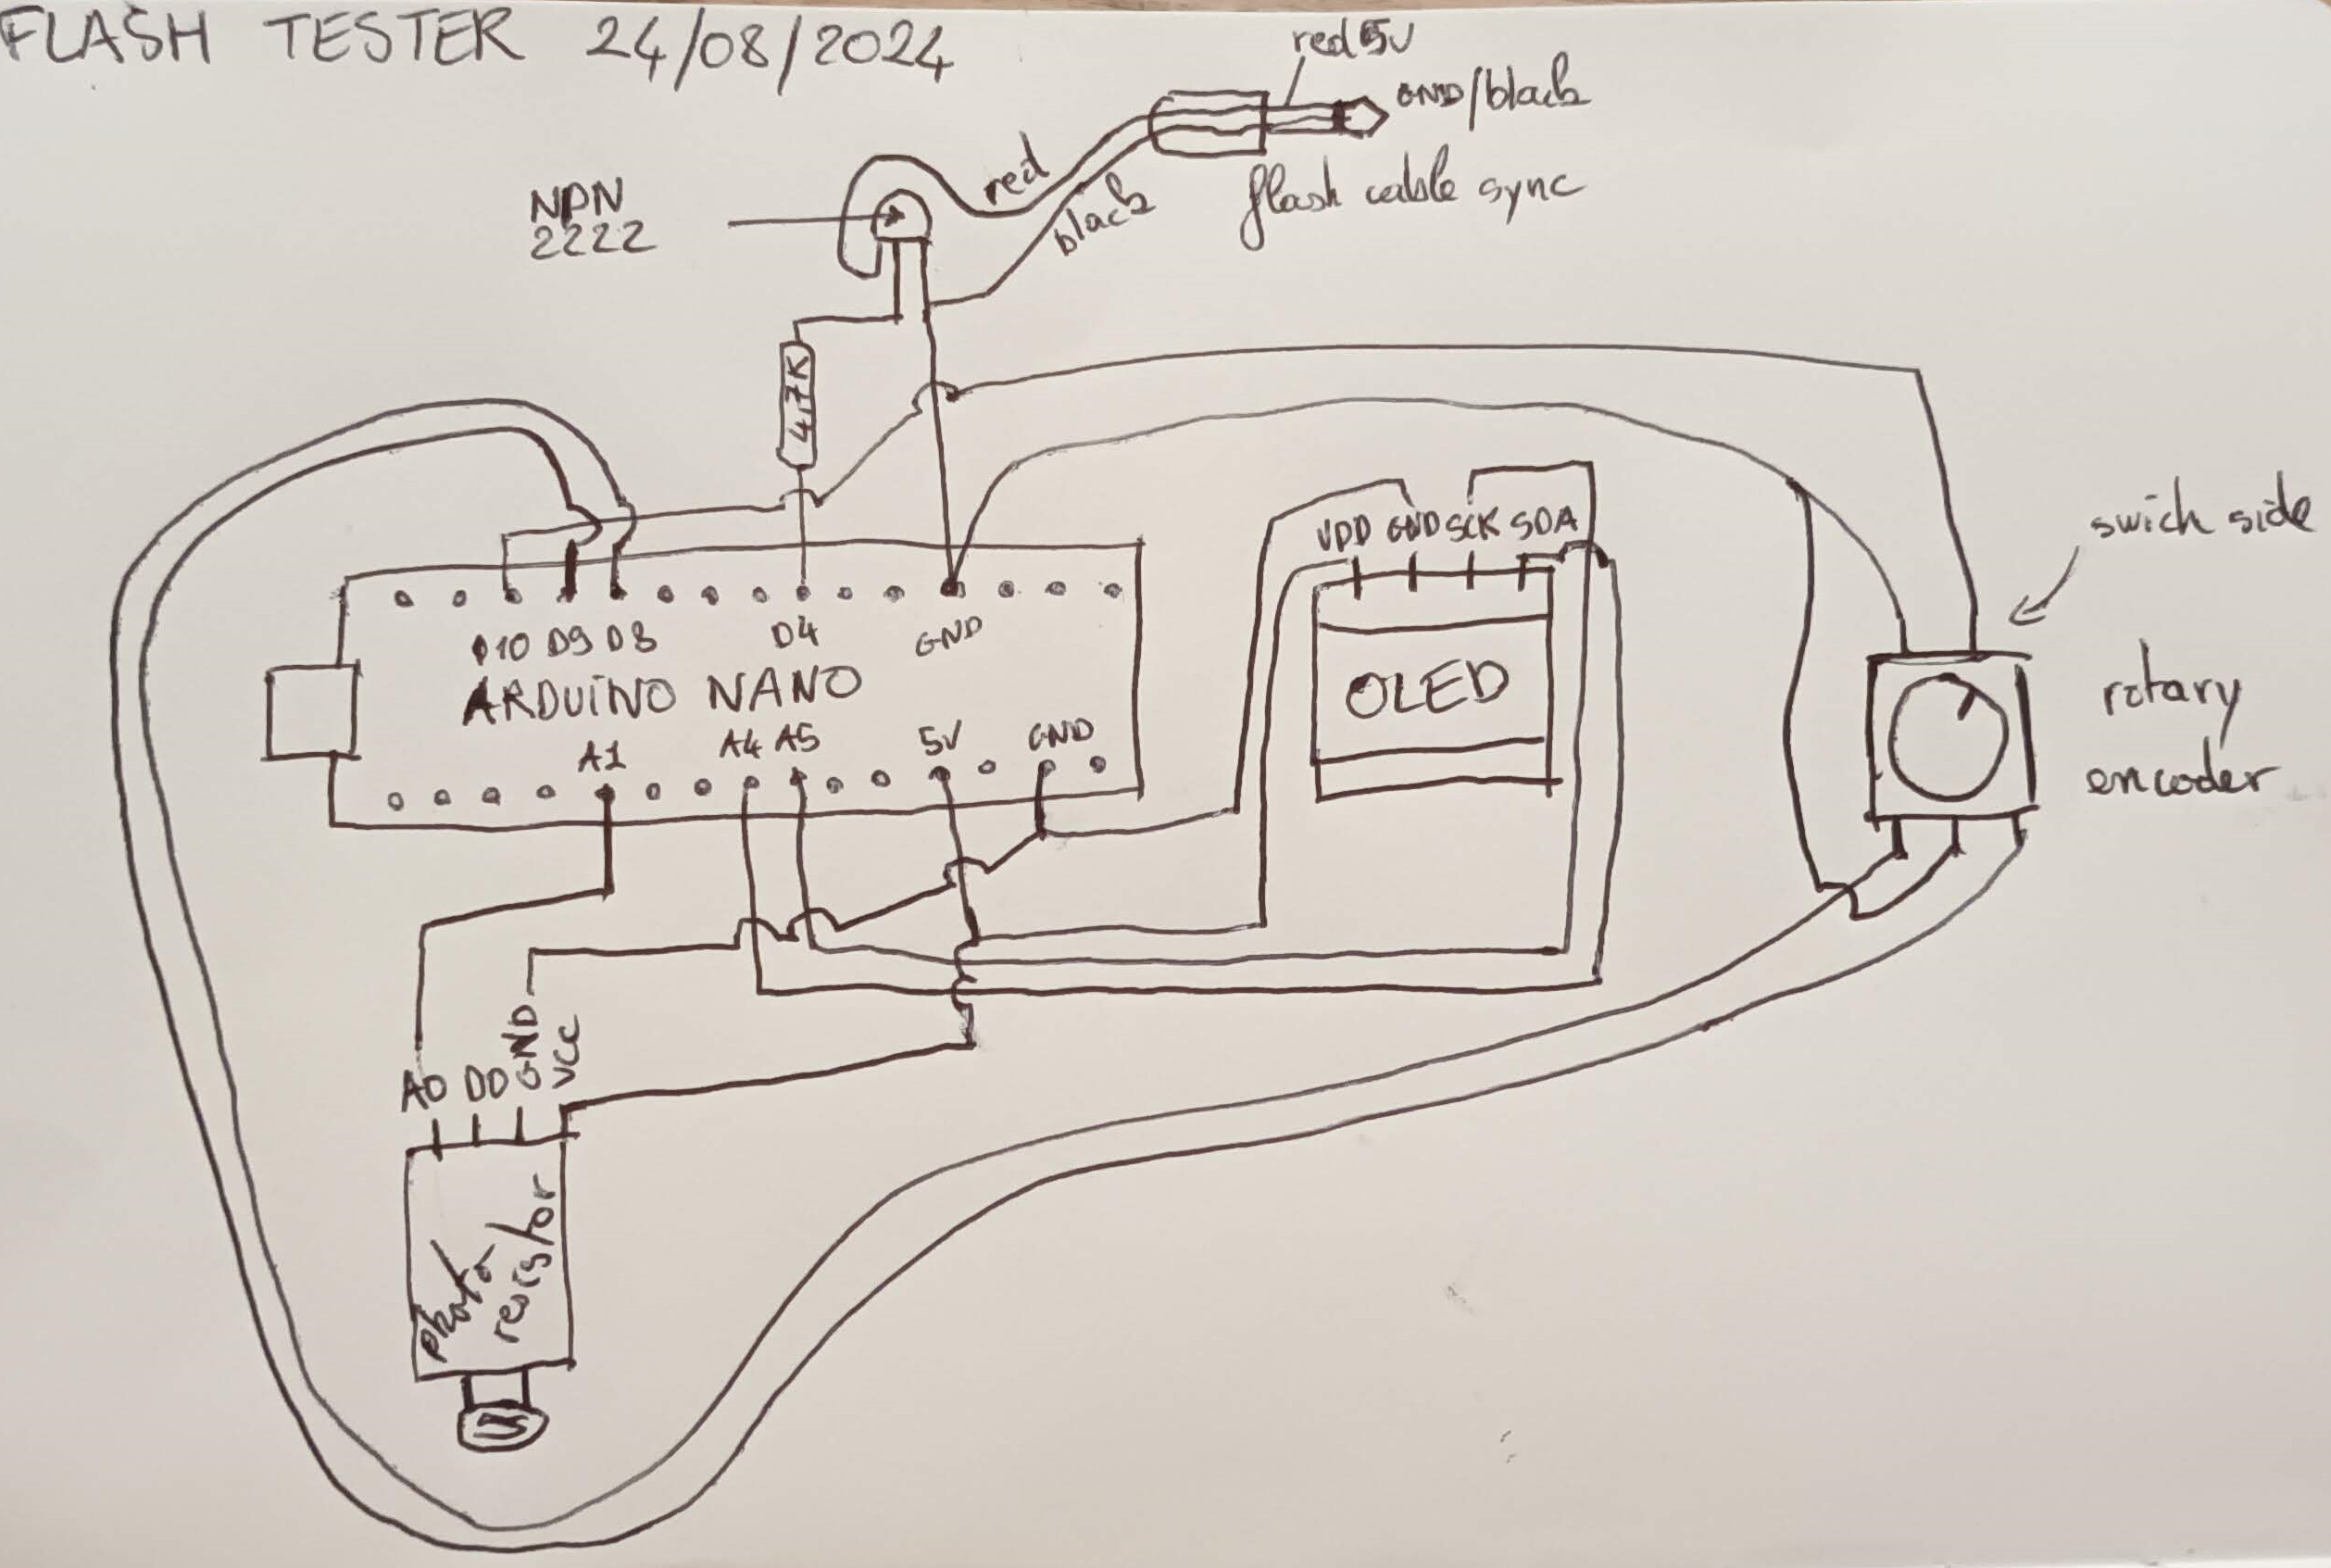 FLASH TESTER 24/08/2024
red 5V
GND/black
flash cable sync
red
black
NPN
2222
4,7K
VDD GND SCK SDA
swich side
D10 D9 D8 D4 GND
ARDUINO NANO
OLED
rotary
encoder
A1 A4 A5 5V GND
AO DO GND VCC
photo
resistor